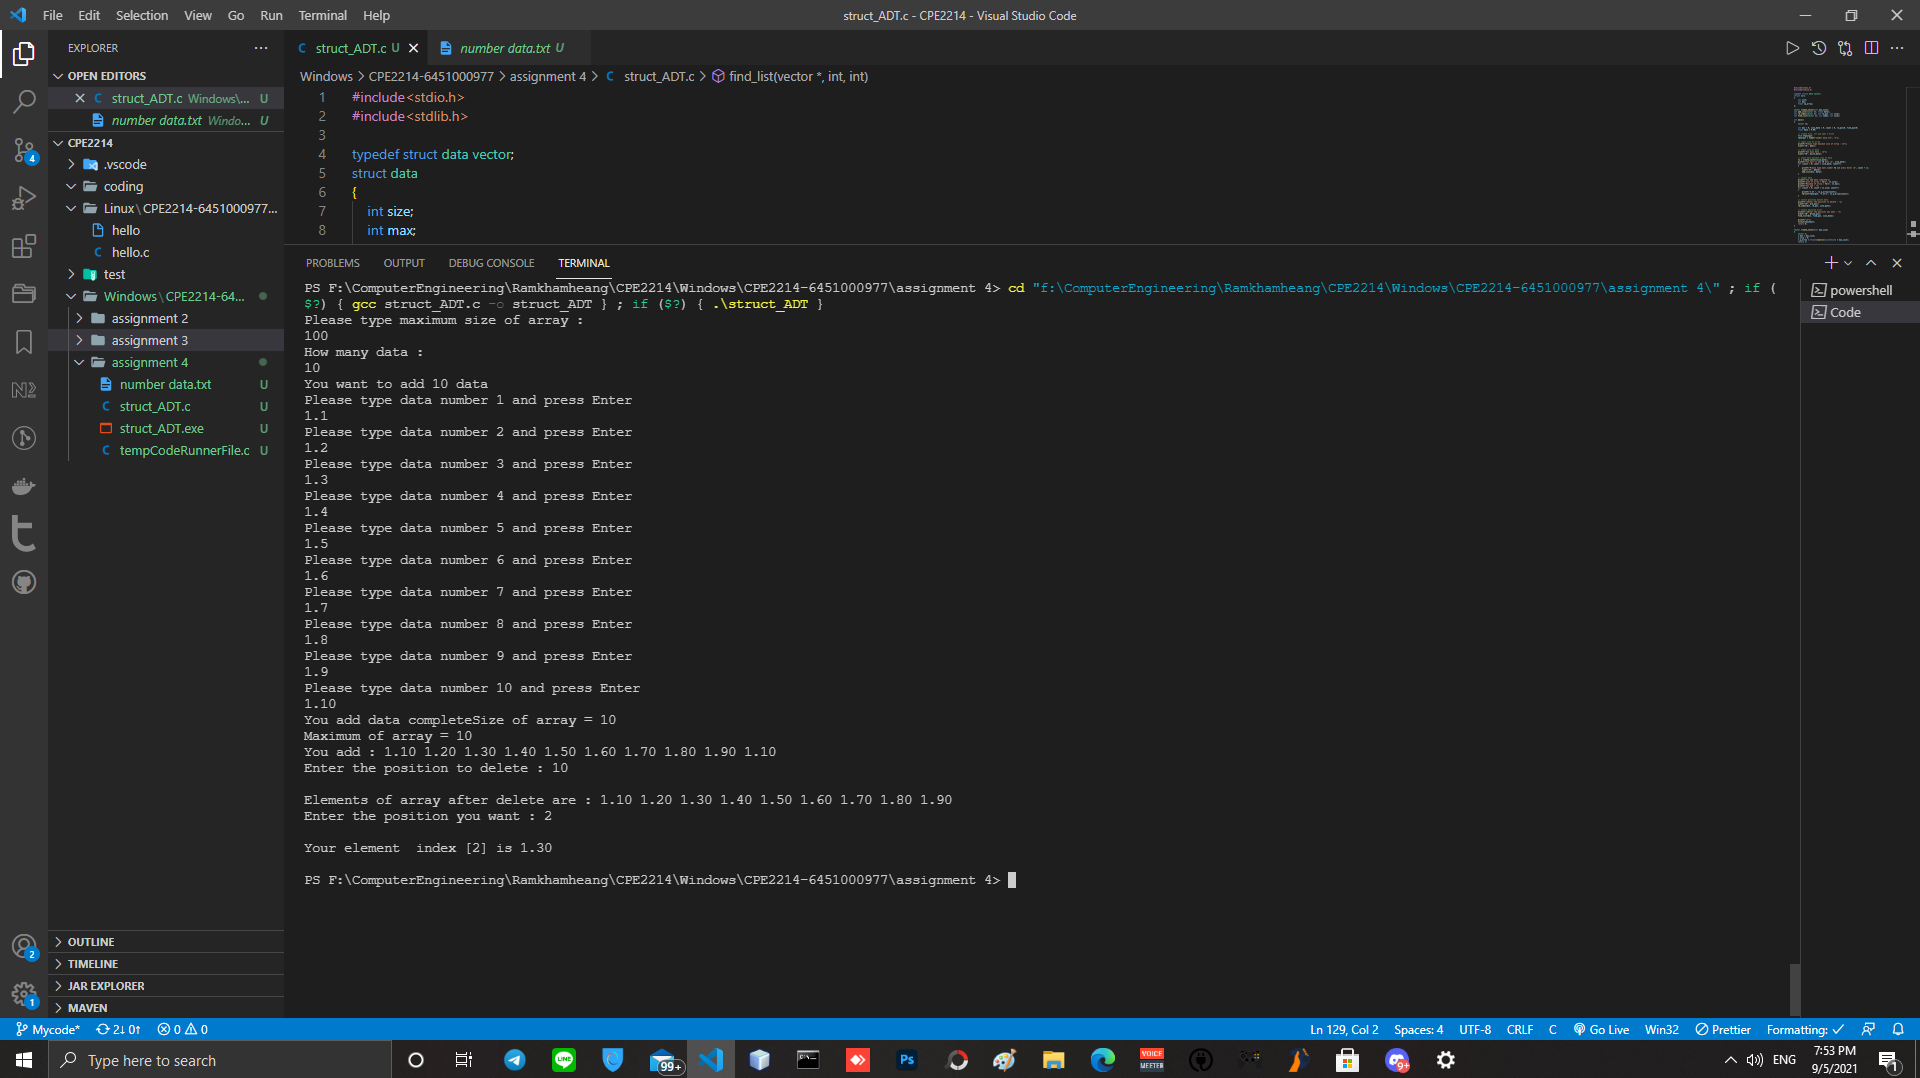 File Edit Selection View Go Run Terminal Help
struct_ADT.c - CPE2214 - Visual Studio Code
EXPLORER
OPEN EDITORS
struct_ADT.c Windows\... U
number data.txt Windo... U
CPE2214
.vscode
coding
Linux\CPE2214-6451000977...
hello
hello.c
test
Windows\CPE2214-64...
assignment 2
assignment 3
assignment 4
number data.txt U
struct_ADT.c U
struct_ADT.exe U
tempCodeRunnerFile.c U
OUTLINE
TIMELINE
JAR EXPLORER
MAVEN
struct_ADT.c U
number data.txt U
Windows > CPE2214-6451000977 > assignment 4 > C struct_ADT.c > find_list(vector *, int, int)
1 #include<stdio.h>
2 #include<stdlib.h>
3
4 typedef struct data vector;
5 struct data
6 {
7 int size;
8 int max;
PROBLEMS OUTPUT DEBUG CONSOLE TERMINAL
PS F:\ComputerEngineering\Ramkhamheang\CPE2214\Windows\CPE2214-6451000977\assignment 4> cd "f:\ComputerEngineering\Ramkhamheang\CPE2214\Windows\CPE2214-6451000977\assignment 4\" ; if (
$?) { gcc struct_ADT.c -o struct_ADT } ; if ($?) { .\struct_ADT }
Please type maximum size of array :
100
How many data :
10
You want to add 10 data
Please type data number 1 and press Enter
1.1
Please type data number 2 and press Enter
1.2
Please type data number 3 and press Enter
1.3
Please type data number 4 and press Enter
1.4
Please type data number 5 and press Enter
1.5
Please type data number 6 and press Enter
1.6
Please type data number 7 and press Enter
1.7
Please type data number 8 and press Enter
1.8
Please type data number 9 and press Enter
1.9
Please type data number 10 and press Enter
1.10
You add data completeSize of array = 10
Maximum of array = 10
You add : 1.10 1.20 1.30 1.40 1.50 1.60 1.70 1.80 1.90 1.10
Enter the position to delete : 10
Elements of array after delete are : 1.10 1.20 1.30 1.40 1.50 1.60 1.70 1.80 1.90
Enter the position you want : 2
Your element  index [2] is 1.30
PS F:\ComputerEngineering\Ramkhamheang\CPE2214\Windows\CPE2214-6451000977\assignment 4>
powershell
Code
4
2
1
Mycode* 2↓ 0↑ 0 0
Ln 129, Col 2 Spaces: 4 UTF-8 CRLF C Go Live Win32 Prettier Formatting: ✓
Type here to search
LINE
99+
Ps
VOICE
MEETER
9+
ENG
7:53 PM
9/5/2021
1